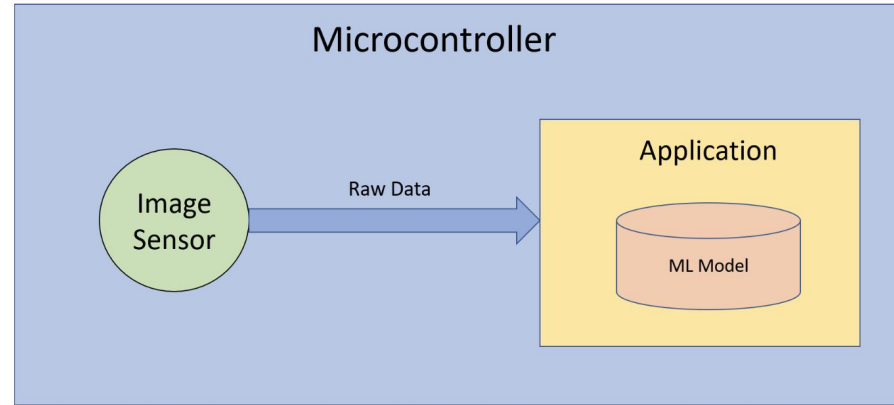 Microcontroller
Application
Raw Data
Image
Sensor
ML Model